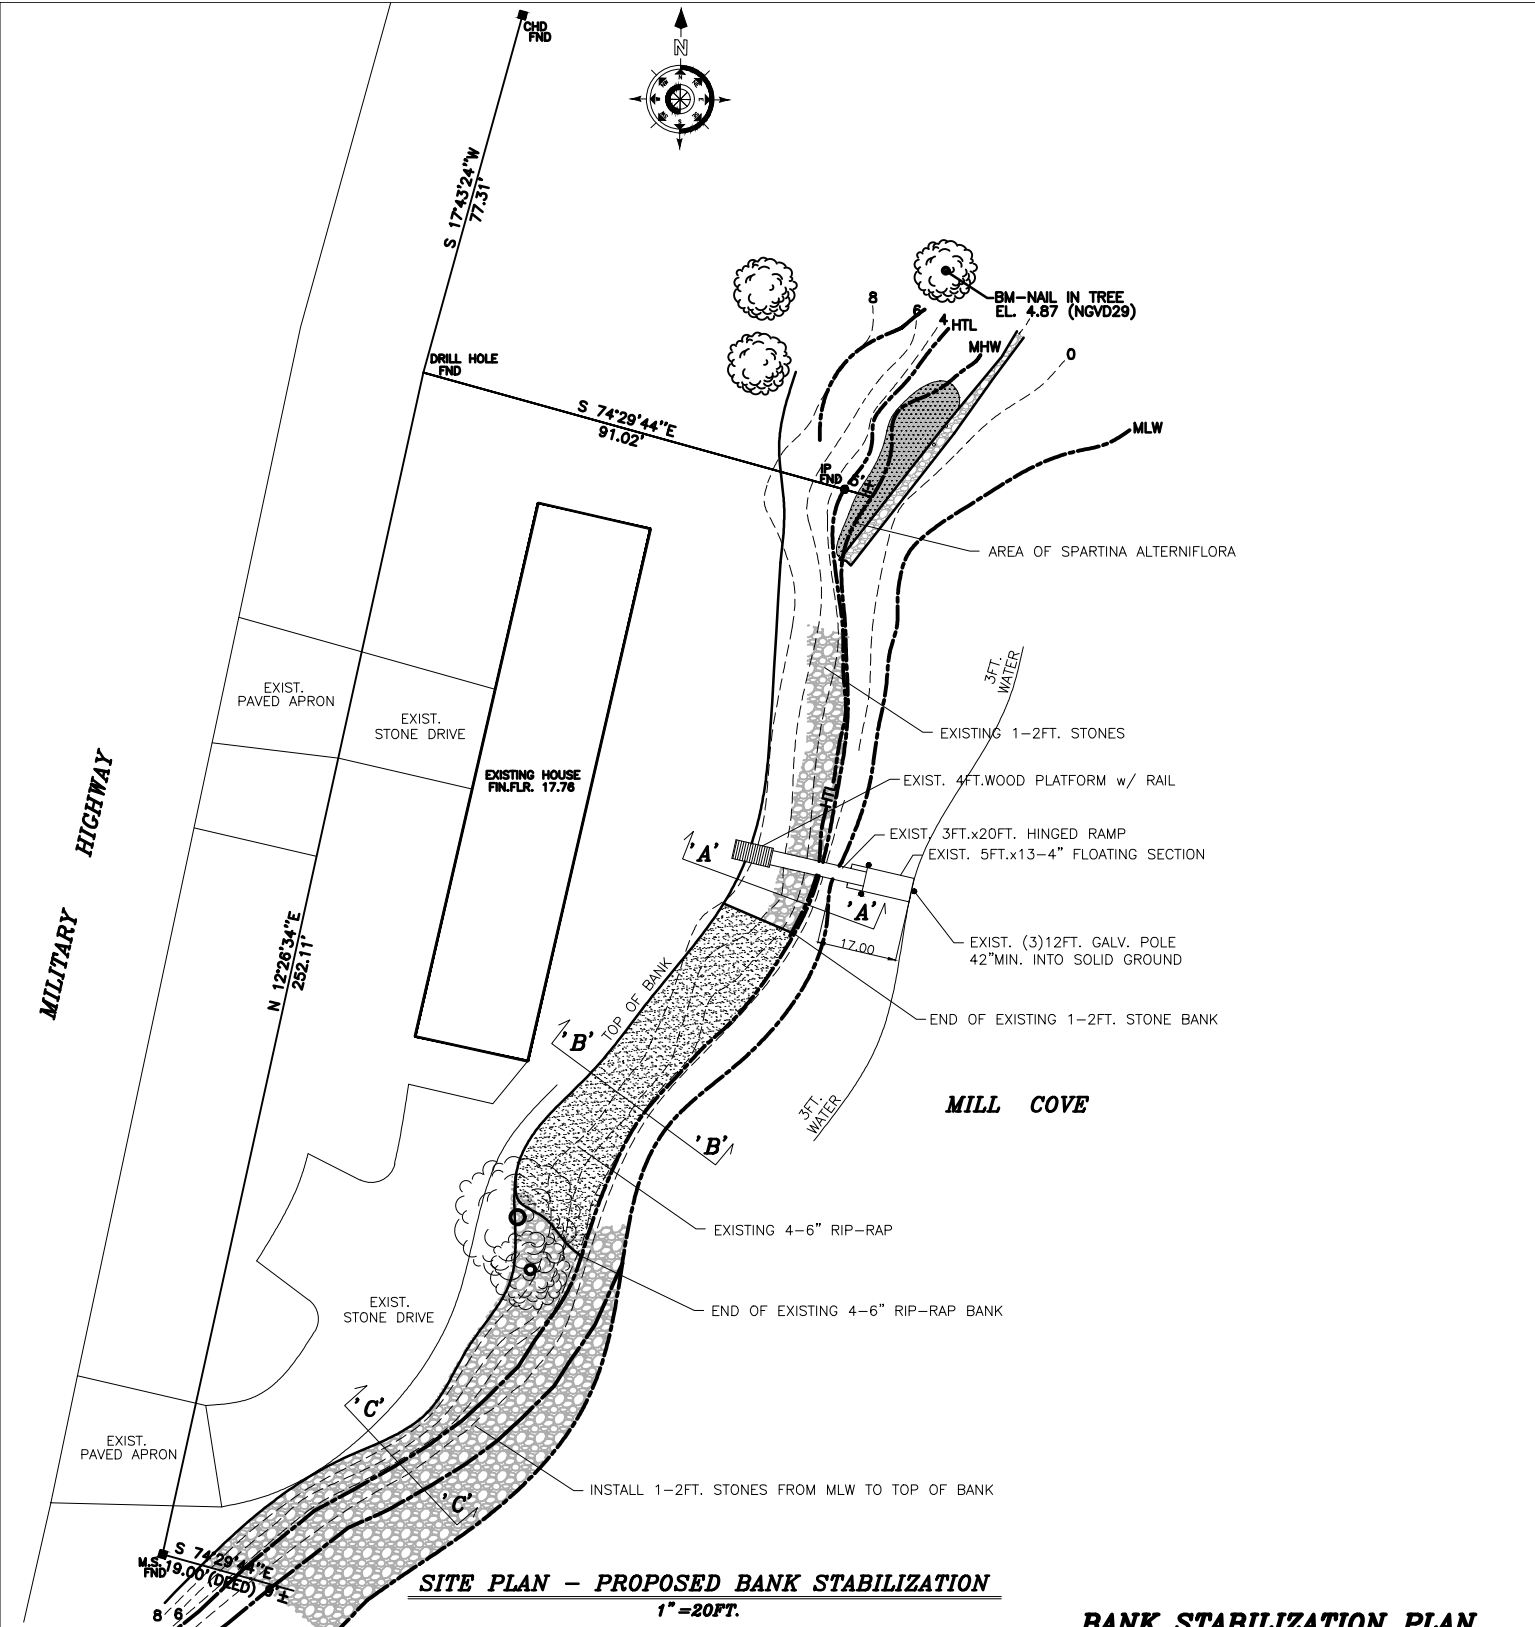 CHD
FND
N
S 17°43'24"W
77.31'
8
6
4
HTL
BM-NAIL IN TREE
EL. 4.87 (NGVD29)
MHW
0
DRILL HOLE
FND
S 74°29'44"E
91.02'
MLW
IP
FND
AREA OF SPARTINA ALTERNIFLORA
3FT.
WATER
EXIST.
PAVED APRON
EXIST.
STONE DRIVE
EXISTING 1-2FT. STONES
MILITARY HIGHWAY
EXISTING HOUSE
FIN.FLR. 17.76
EXIST. 4FT.WOOD PLATFORM w/ RAIL
HTL
EXIST. 3FT.x20FT. HINGED RAMP
'A'
EXIST. 5FT.x13-4" FLOATING SECTION
'A'
N 12°26'34"E
252.11'
17.00
EXIST. (3)12FT. GALV. POLE
42"MIN. INTO SOLID GROUND
TOP OF BANK
END OF EXISTING 1-2FT. STONE BANK
'B'
3FT.
WATER
MILL COVE
'B'
EXISTING 4-6" RIP-RAP
EXIST.
STONE DRIVE
END OF EXISTING 4-6" RIP-RAP BANK
'C'
EXIST.
PAVED APRON
INSTALL 1-2FT. STONES FROM MLW TO TOP OF BANK
'C'
M.S.
FND
S 74°29'44"E
19.00'(DEED)
8 6
SITE PLAN - PROPOSED BANK STABILIZATION
1"=20FT.
BANK STABILIZATION PLAN